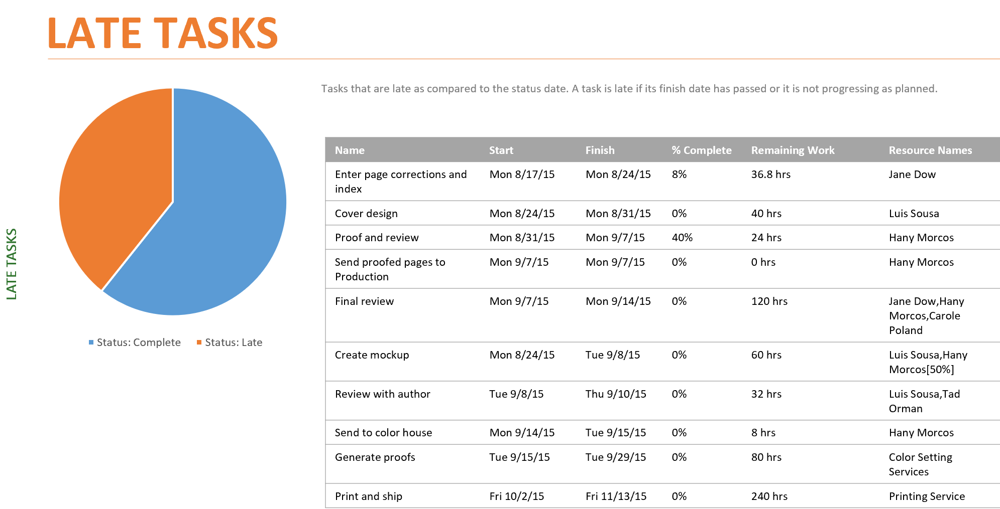 LATE TASKS
LATE TASKS
Status: Complete Status: Late
Tasks that are late as compared to the status date. A task is late if its finish date has passed or it is not progressing as planned.
Name Start Finish % Complete Remaining Work Resource Names
Enter page corrections and Mon 8/17/15 Mon 8/24/15 8% 36.8 hrs Jane Dow
index
Cover design Mon 8/24/15 Mon 8/31/15 0% 40 hrs Luis Sousa
Proof and review Mon 8/31/15 Mon 9/7/15 40% 24 hrs Hany Morcos
Send proofed pages to Mon 9/7/15 Mon 9/7/15 0% 0 hrs Hany Morcos
Production
Final review Mon 9/7/15 Mon 9/14/15 0% 120 hrs Jane Dow,Hany
Morcos,Carole
Poland
Create mockup Mon 8/24/15 Tue 9/8/15 0% 60 hrs Luis Sousa,Hany
Morcos[50%]
Review with author Tue 9/8/15 Thu 9/10/15 0% 32 hrs Luis Sousa,Tad
Orman
Send to color house Mon 9/14/15 Tue 9/15/15 0% 8 hrs Hany Morcos
Generate proofs Tue 9/15/15 Tue 9/29/15 0% 80 hrs Color Setting
Services
Print and ship Fri 10/2/15 Fri 11/13/15 0% 240 hrs Printing Service